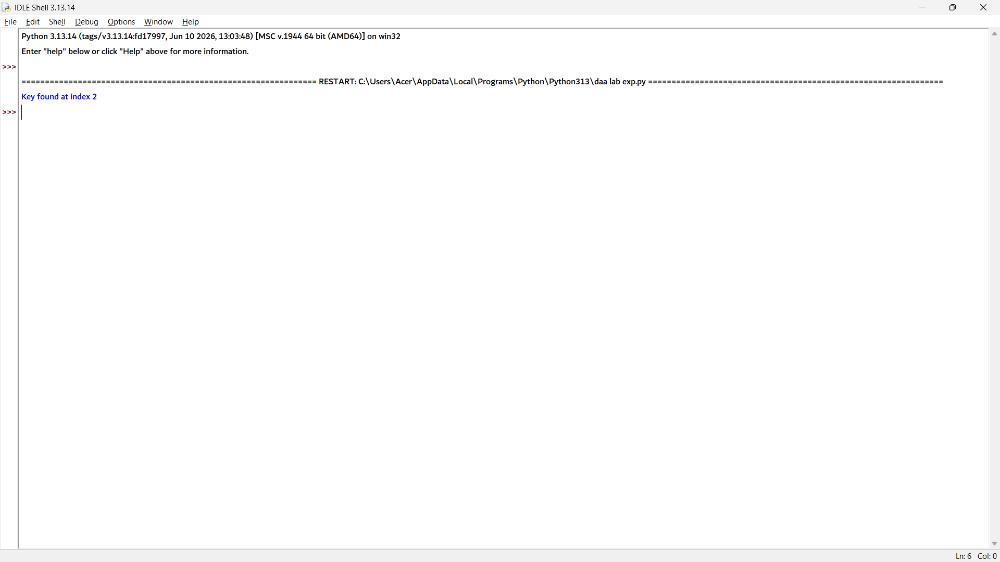 IDLE Shell 3.13.14
File Edit Shell Debug Options Window Help
Python 3.13.14 (tags/v3.13.14:fd17997, Jun 10 2026, 13:03:48) [MSC v.1944 64 bit (AMD64)] on win32
Enter "help" below or click "Help" above for more information.
>>>
=============================================================== RESTART: C:\Users\Acer\AppData\Local\Programs\Python\Python313\daa lab exp.py ===============================================================
Key found at index 2
>>>
Ln: 6 Col: 0